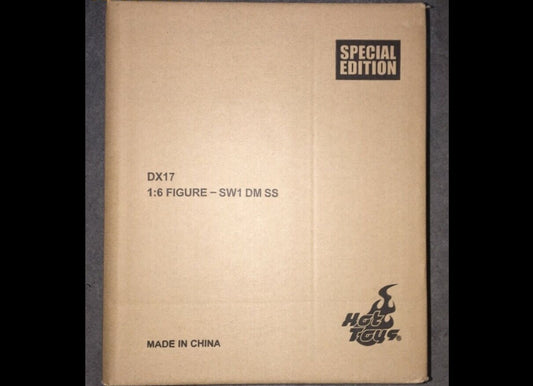 SPECIAL
EDITION
DX17
1:6 FIGURE – SW1 DM SS
Hot
Toys®
MADE IN CHINA